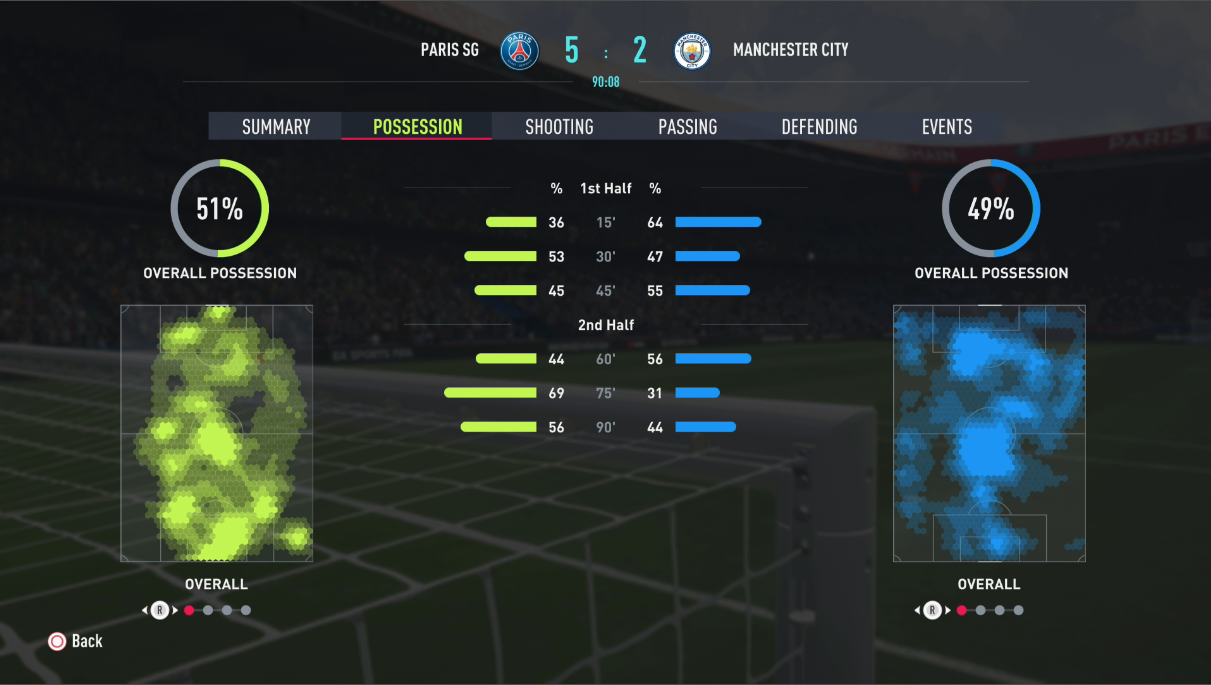 PARIS SG 5 : 2 MANCHESTER CITY
90:08
SUMMARY POSSESSION SHOOTING PASSING DEFENDING EVENTS
51%
OVERALL POSSESSION
% 1st Half %
36 15' 64
53 30' 47
45 45' 55
2nd Half
44 60' 56
69 75' 31
56 90' 44
49%
OVERALL POSSESSION
OVERALL
R
OVERALL
R
Back